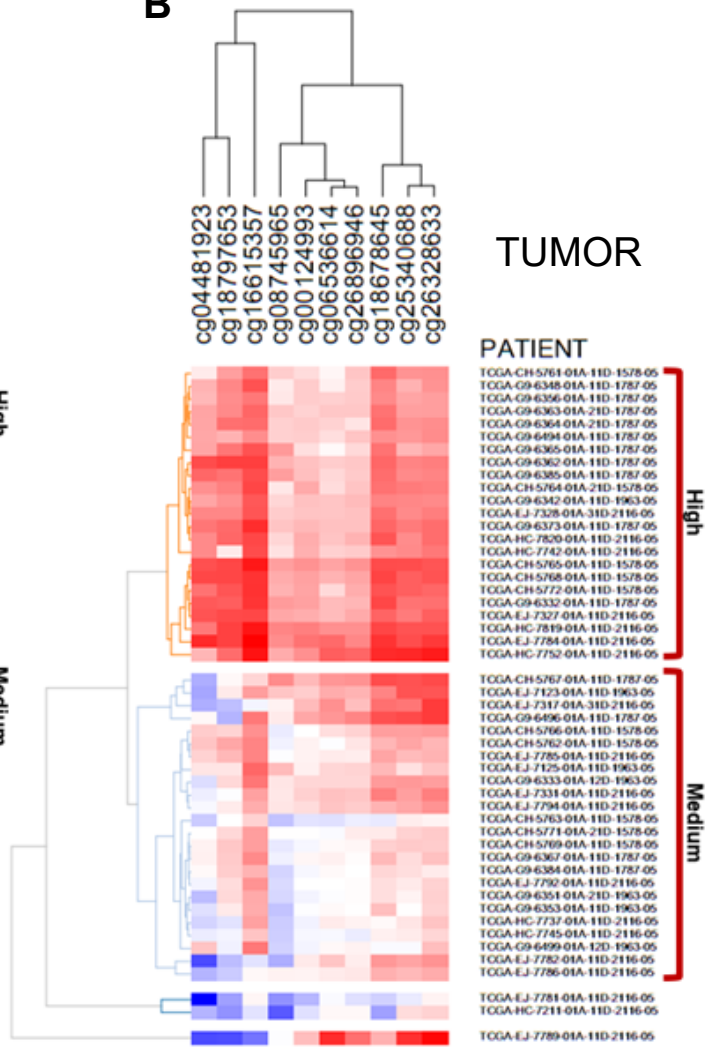 B
cg04481923
cg18797653
cg16615357
cg08745965
cg00124993
cg06536614
cg26896946
cg18678645
cg25340688
cg26328633
TUMOR
PATIENT
TCGA-CH-5761-01A-11D-1578-05
TCGA-G9-6348-01A-11D-1787-05
TCGA-G9-6356-01A-11D-1787-05
TCGA-G9-6363-01A-21D-1787-05
TCGA-G9-6364-01A-21D-1787-05
TCGA-G9-6494-01A-11D-1787-05
TCGA-G9-6365-01A-11D-1787-05
TCGA-G9-6362-01A-11D-1787-05
TCGA-G9-6385-01A-11D-1787-05
TCGA-CH-5764-01A-21D-1578-05
TCGA-G9-6342-01A-11D-1963-05
TCGA-EJ-7328-01A-31D-2116-05
TCGA-G9-6373-01A-11D-1787-05
TCGA-HC-7820-01A-11D-2116-05
TCGA-HC-7742-01A-11D-2116-05
TCGA-CH-5765-01A-11D-1578-05
TCGA-CH-5768-01A-11D-1578-05
TCGA-CH-5772-01A-11D-1578-05
TCGA-G9-6332-01A-11D-1787-05
TCGA-EJ-7327-01A-11D-2116-05
TCGA-HC-7819-01A-11D-2116-05
TCGA-EJ-7784-01A-11D-2116-05
TCGA-HC-7752-01A-11D-2116-05
High
High
TCGA-CH-5767-01A-11D-1787-05
TCGA-EJ-7123-01A-11D-1963-05
TCGA-EJ-7317-01A-31D-2116-05
TCGA-G9-6496-01A-11D-1787-05
TCGA-CH-5766-01A-11D-1578-05
TCGA-CH-5762-01A-11D-1578-05
TCGA-EJ-7785-01A-11D-2116-05
TCGA-EJ-7125-01A-11D-1963-05
TCGA-G9-6333-01A-12D-1963-05
TCGA-EJ-7331-01A-11D-2116-05
TCGA-EJ-7794-01A-11D-2116-05
TCGA-CH-5763-01A-11D-1578-05
TCGA-CH-5771-01A-21D-1578-05
TCGA-CH-5769-01A-11D-1578-05
TCGA-G9-6367-01A-11D-1787-05
TCGA-G9-6384-01A-11D-1787-05
TCGA-EJ-7792-01A-11D-2116-05
TCGA-G9-6351-01A-21D-1963-05
TCGA-G9-6353-01A-11D-1963-05
TCGA-HC-7737-01A-11D-2116-05
TCGA-HC-7745-01A-11D-2116-05
TCGA-G9-6499-01A-12D-1963-05
TCGA-EJ-7782-01A-11D-2116-05
TCGA-EJ-7786-01A-11D-2116-05
Medium
Medium
TCGA-EJ-7781-01A-11D-2116-05
TCGA-HC-7211-01A-11D-2116-05
TCGA-EJ-7789-01A-11D-2116-05